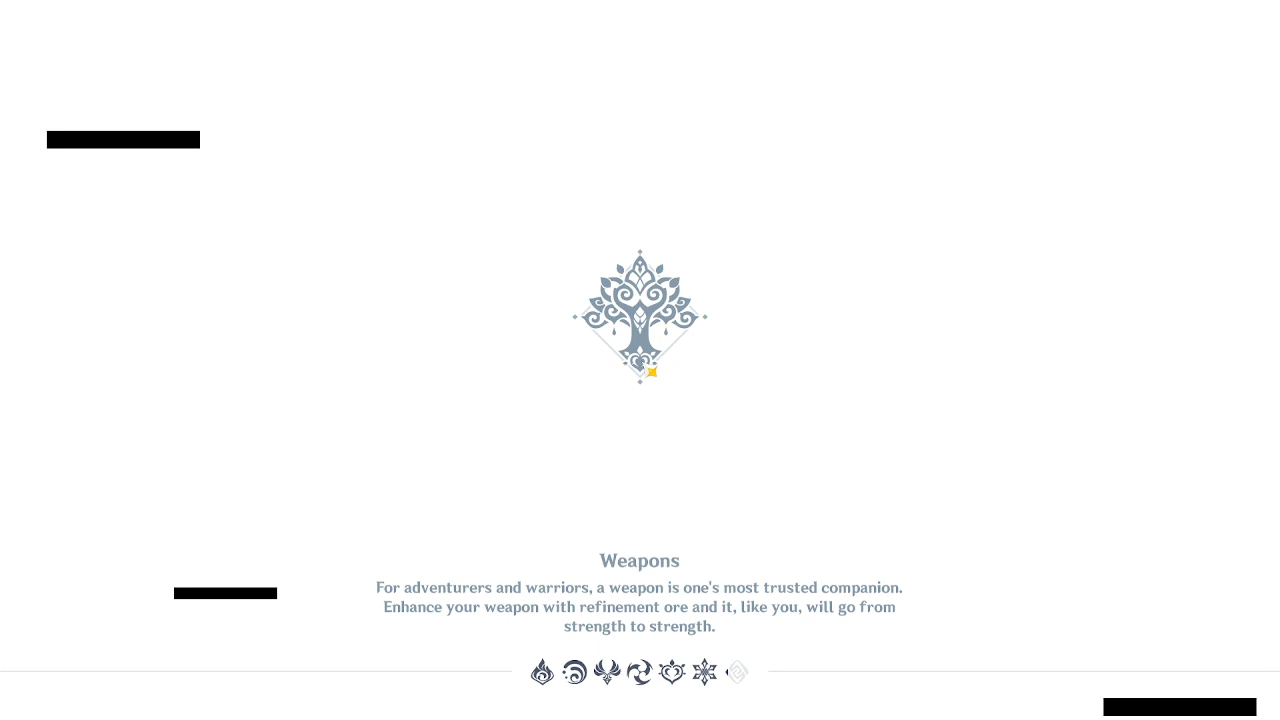 Weapons
For adventurers and warriors, a weapon is one's most trusted companion.
Enhance your weapon with refinement ore and it, like you, will go from
strength to strength.